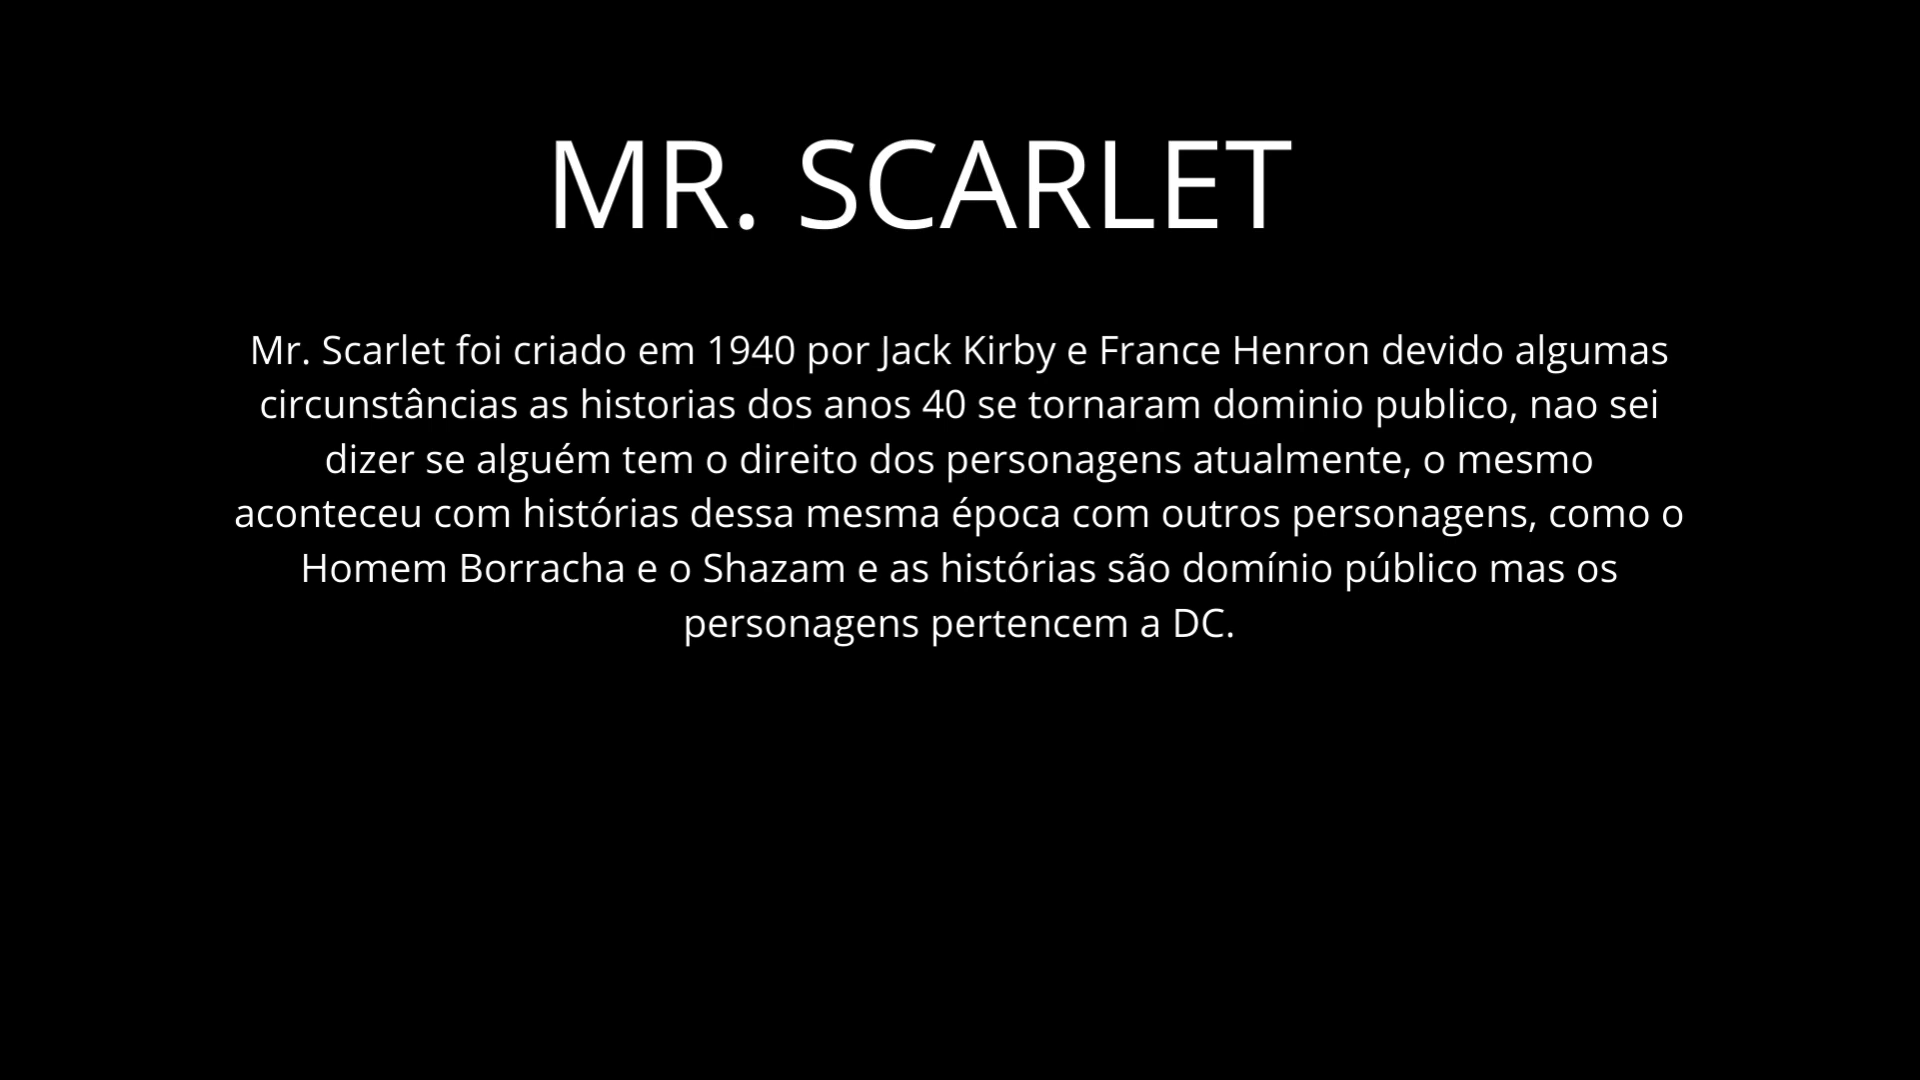 MR. SCARLET
Mr. Scarlet foi criado em 1940 por Jack Kirby e France Henron devido algumas
circunstâncias as historias dos anos 40 se tornaram dominio publico, nao sei
dizer se alguém tem o direito dos personagens atualmente, o mesmo
aconteceu com histórias dessa mesma época com outros personagens, como o
Homem Borracha e o Shazam e as histórias são domínio público mas os
personagens pertencem a DC.